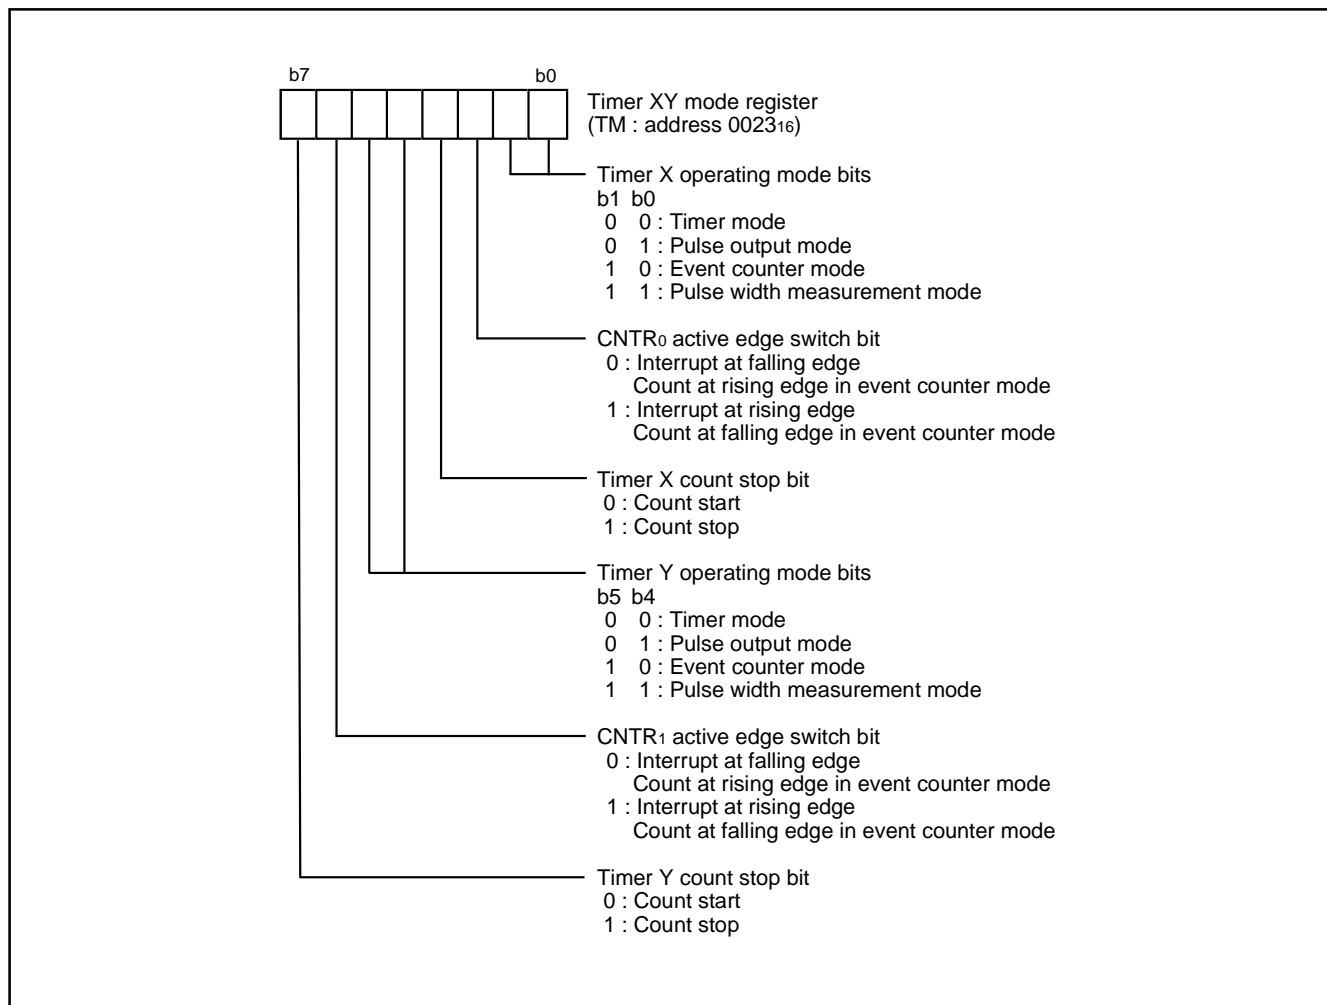 b7 b0
Timer XY mode register
(TM : address 002316)
Timer X operating mode bits
b1 b0
0 0 : Timer mode
0 1 : Pulse output mode
1 0 : Event counter mode
1 1 : Pulse width measurement mode
CNTR0 active edge switch bit
0 : Interrupt at falling edge
Count at rising edge in event counter mode
1 : Interrupt at rising edge
Count at falling edge in event counter mode
Timer X count stop bit
0 : Count start
1 : Count stop
Timer Y operating mode bits
b5 b4
0 0 : Timer mode
0 1 : Pulse output mode
1 0 : Event counter mode
1 1 : Pulse width measurement mode
CNTR1 active edge switch bit
0 : Interrupt at falling edge
Count at rising edge in event counter mode
1 : Interrupt at rising edge
Count at falling edge in event counter mode
Timer Y count stop bit
0 : Count start
1 : Count stop